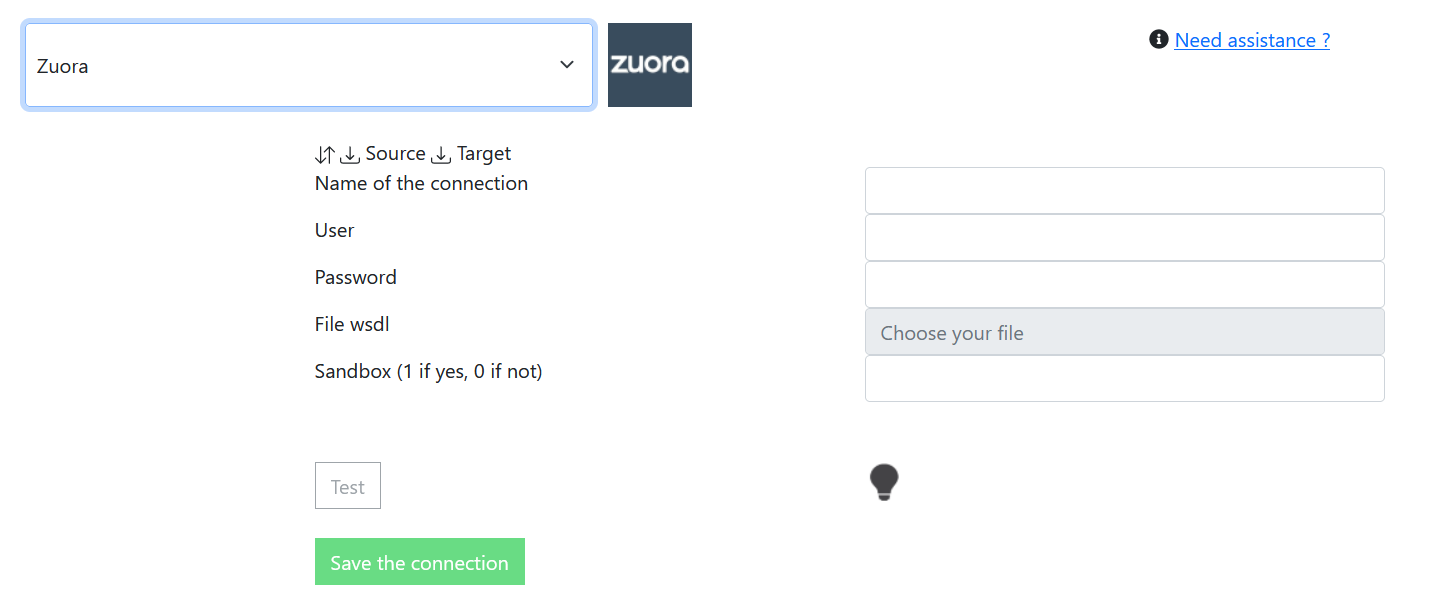 Zuora
zuora
Need assistance ?
Source Target
Name of the connection
User
Password
File wsdl
Choose your file
Sandbox (1 if yes, 0 if not)
Test
Save the connection